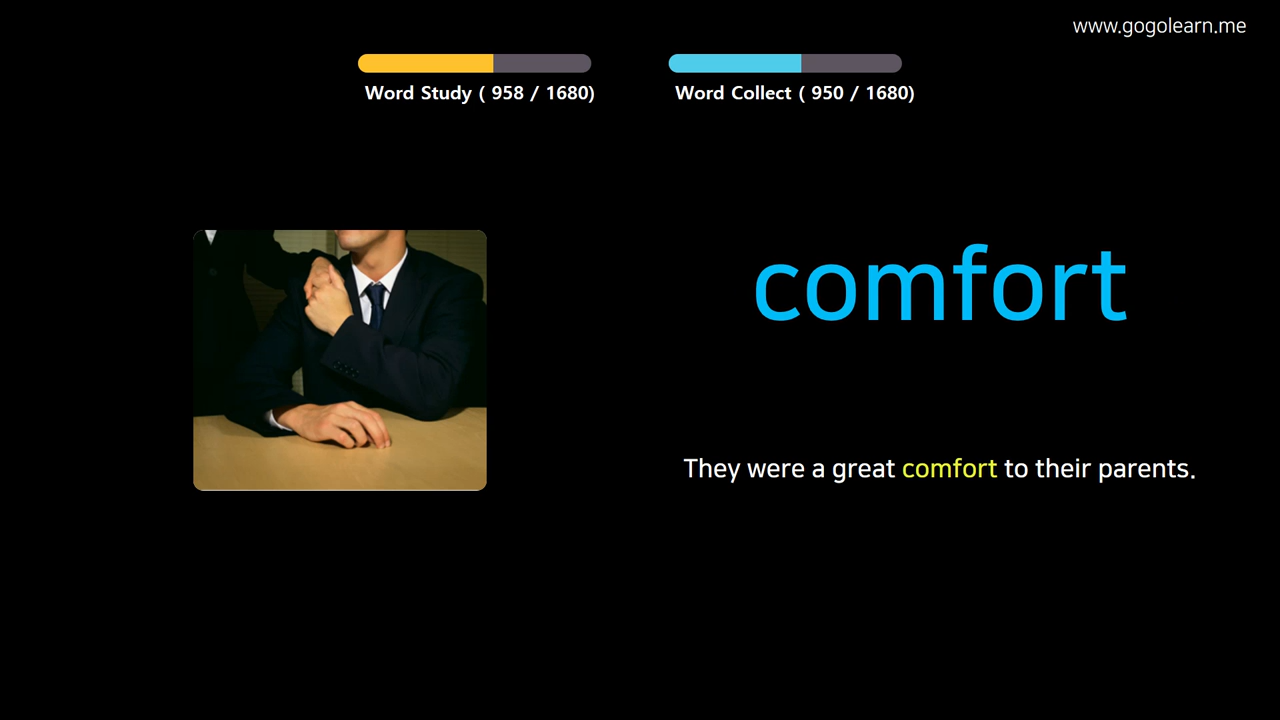 www.gogolearn.me
Word Study ( 958 / 1680)
Word Collect ( 950 / 1680)
comfort
They were a great comfort to their parents.